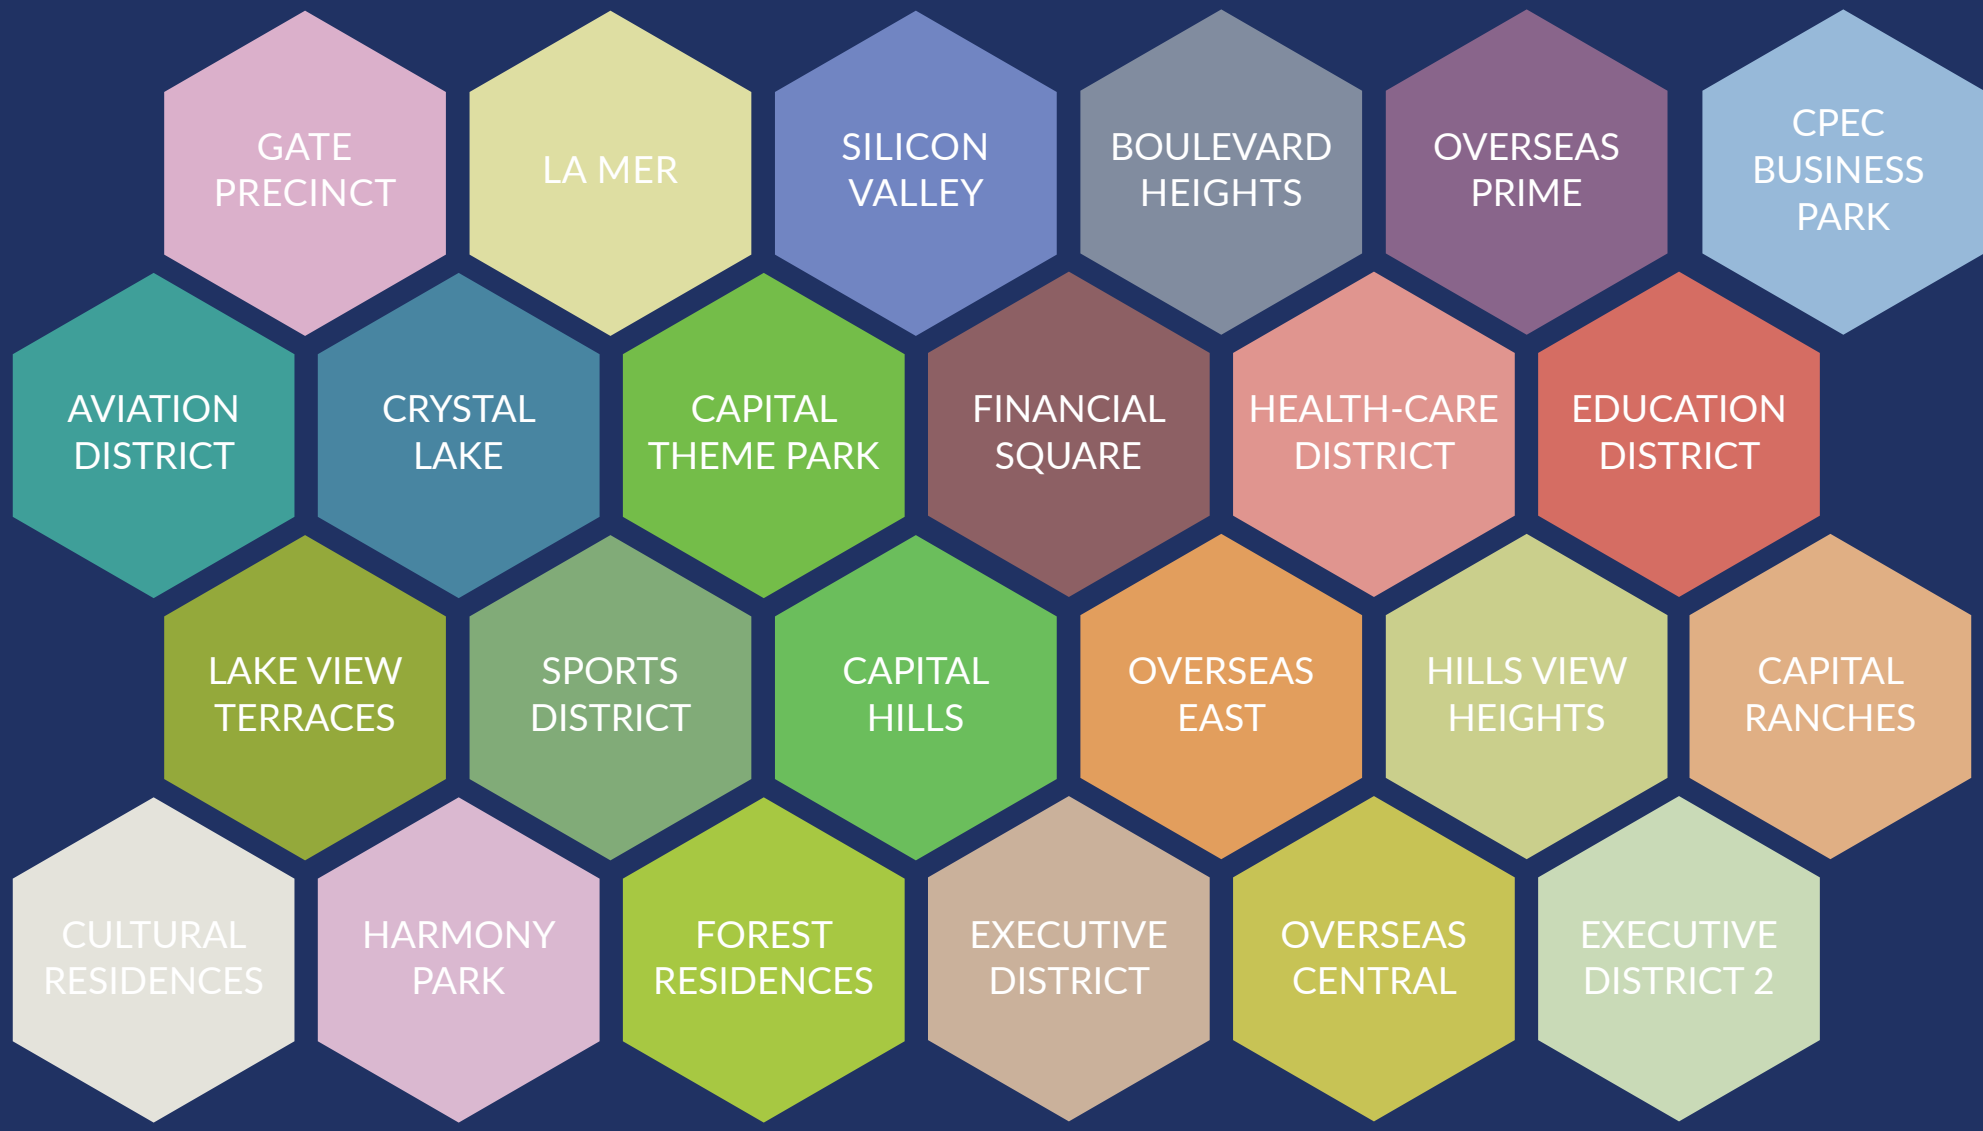 GATE
PRECINCT
LA MER
SILICON
VALLEY
BOULEVARD
HEIGHTS
OVERSEAS
PRIME
CPEC
BUSINESS
PARK
AVIATION
DISTRICT
CRYSTAL
LAKE
CAPITAL
THEME PARK
FINANCIAL
SQUARE
HEALTH-CARE
DISTRICT
EDUCATION
DISTRICT
LAKE VIEW
TERRACES
SPORTS
DISTRICT
CAPITAL
HILLS
OVERSEAS
EAST
HILLS VIEW
HEIGHTS
CAPITAL
RANCHES
CULTURAL
RESIDENCES
HARMONY
PARK
FOREST
RESIDENCES
EXECUTIVE
DISTRICT
OVERSEAS
CENTRAL
EXECUTIVE
DISTRICT 2